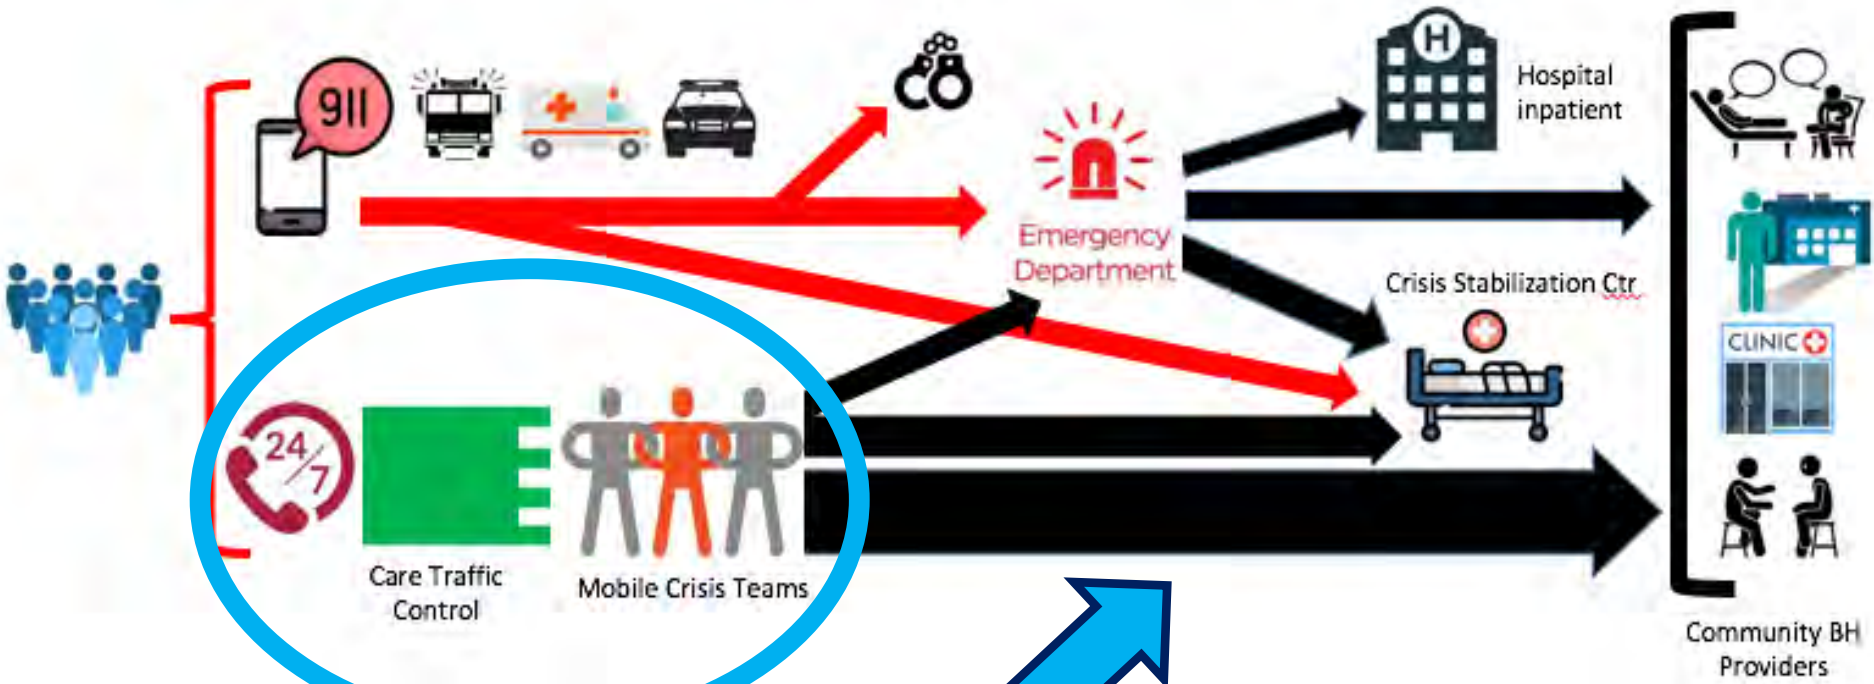 911
H
Hospital
inpatient
Emergency
Department
Crisis Stabilization Ctr
CLINIC
24/7
Care Traffic
Control
Mobile Crisis Teams
Community BH
Providers